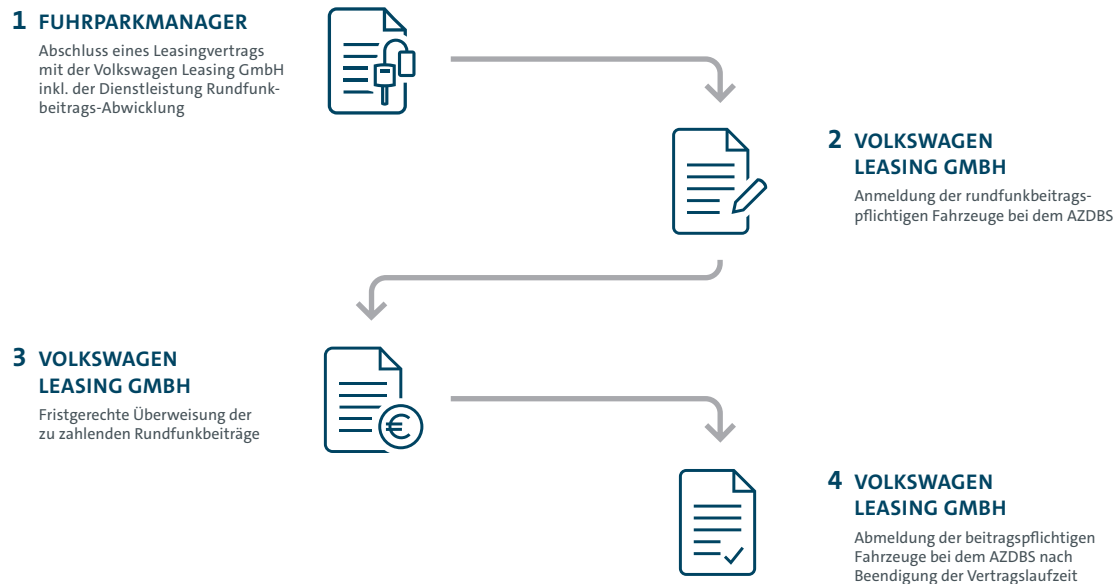 1 FUHRPARKMANAGER
Abschluss eines Leasingvertrags
mit der Volkswagen Leasing GmbH
inkl. der Dienstleistung Rundfunk-
beitrags-Abwicklung
2 VOLKSWAGEN
LEASING GMBH
Anmeldung der rundfunkbeitrags-
pflichtigen Fahrzeuge bei dem AZDBS
3 VOLKSWAGEN
LEASING GMBH
Fristgerechte Überweisung der
zu zahlenden Rundfunkbeiträge
€
4 VOLKSWAGEN
LEASING GMBH
Abmeldung der beitragspflichtigen
Fahrzeuge bei dem AZDBS nach
Beendigung der Vertragslaufzeit